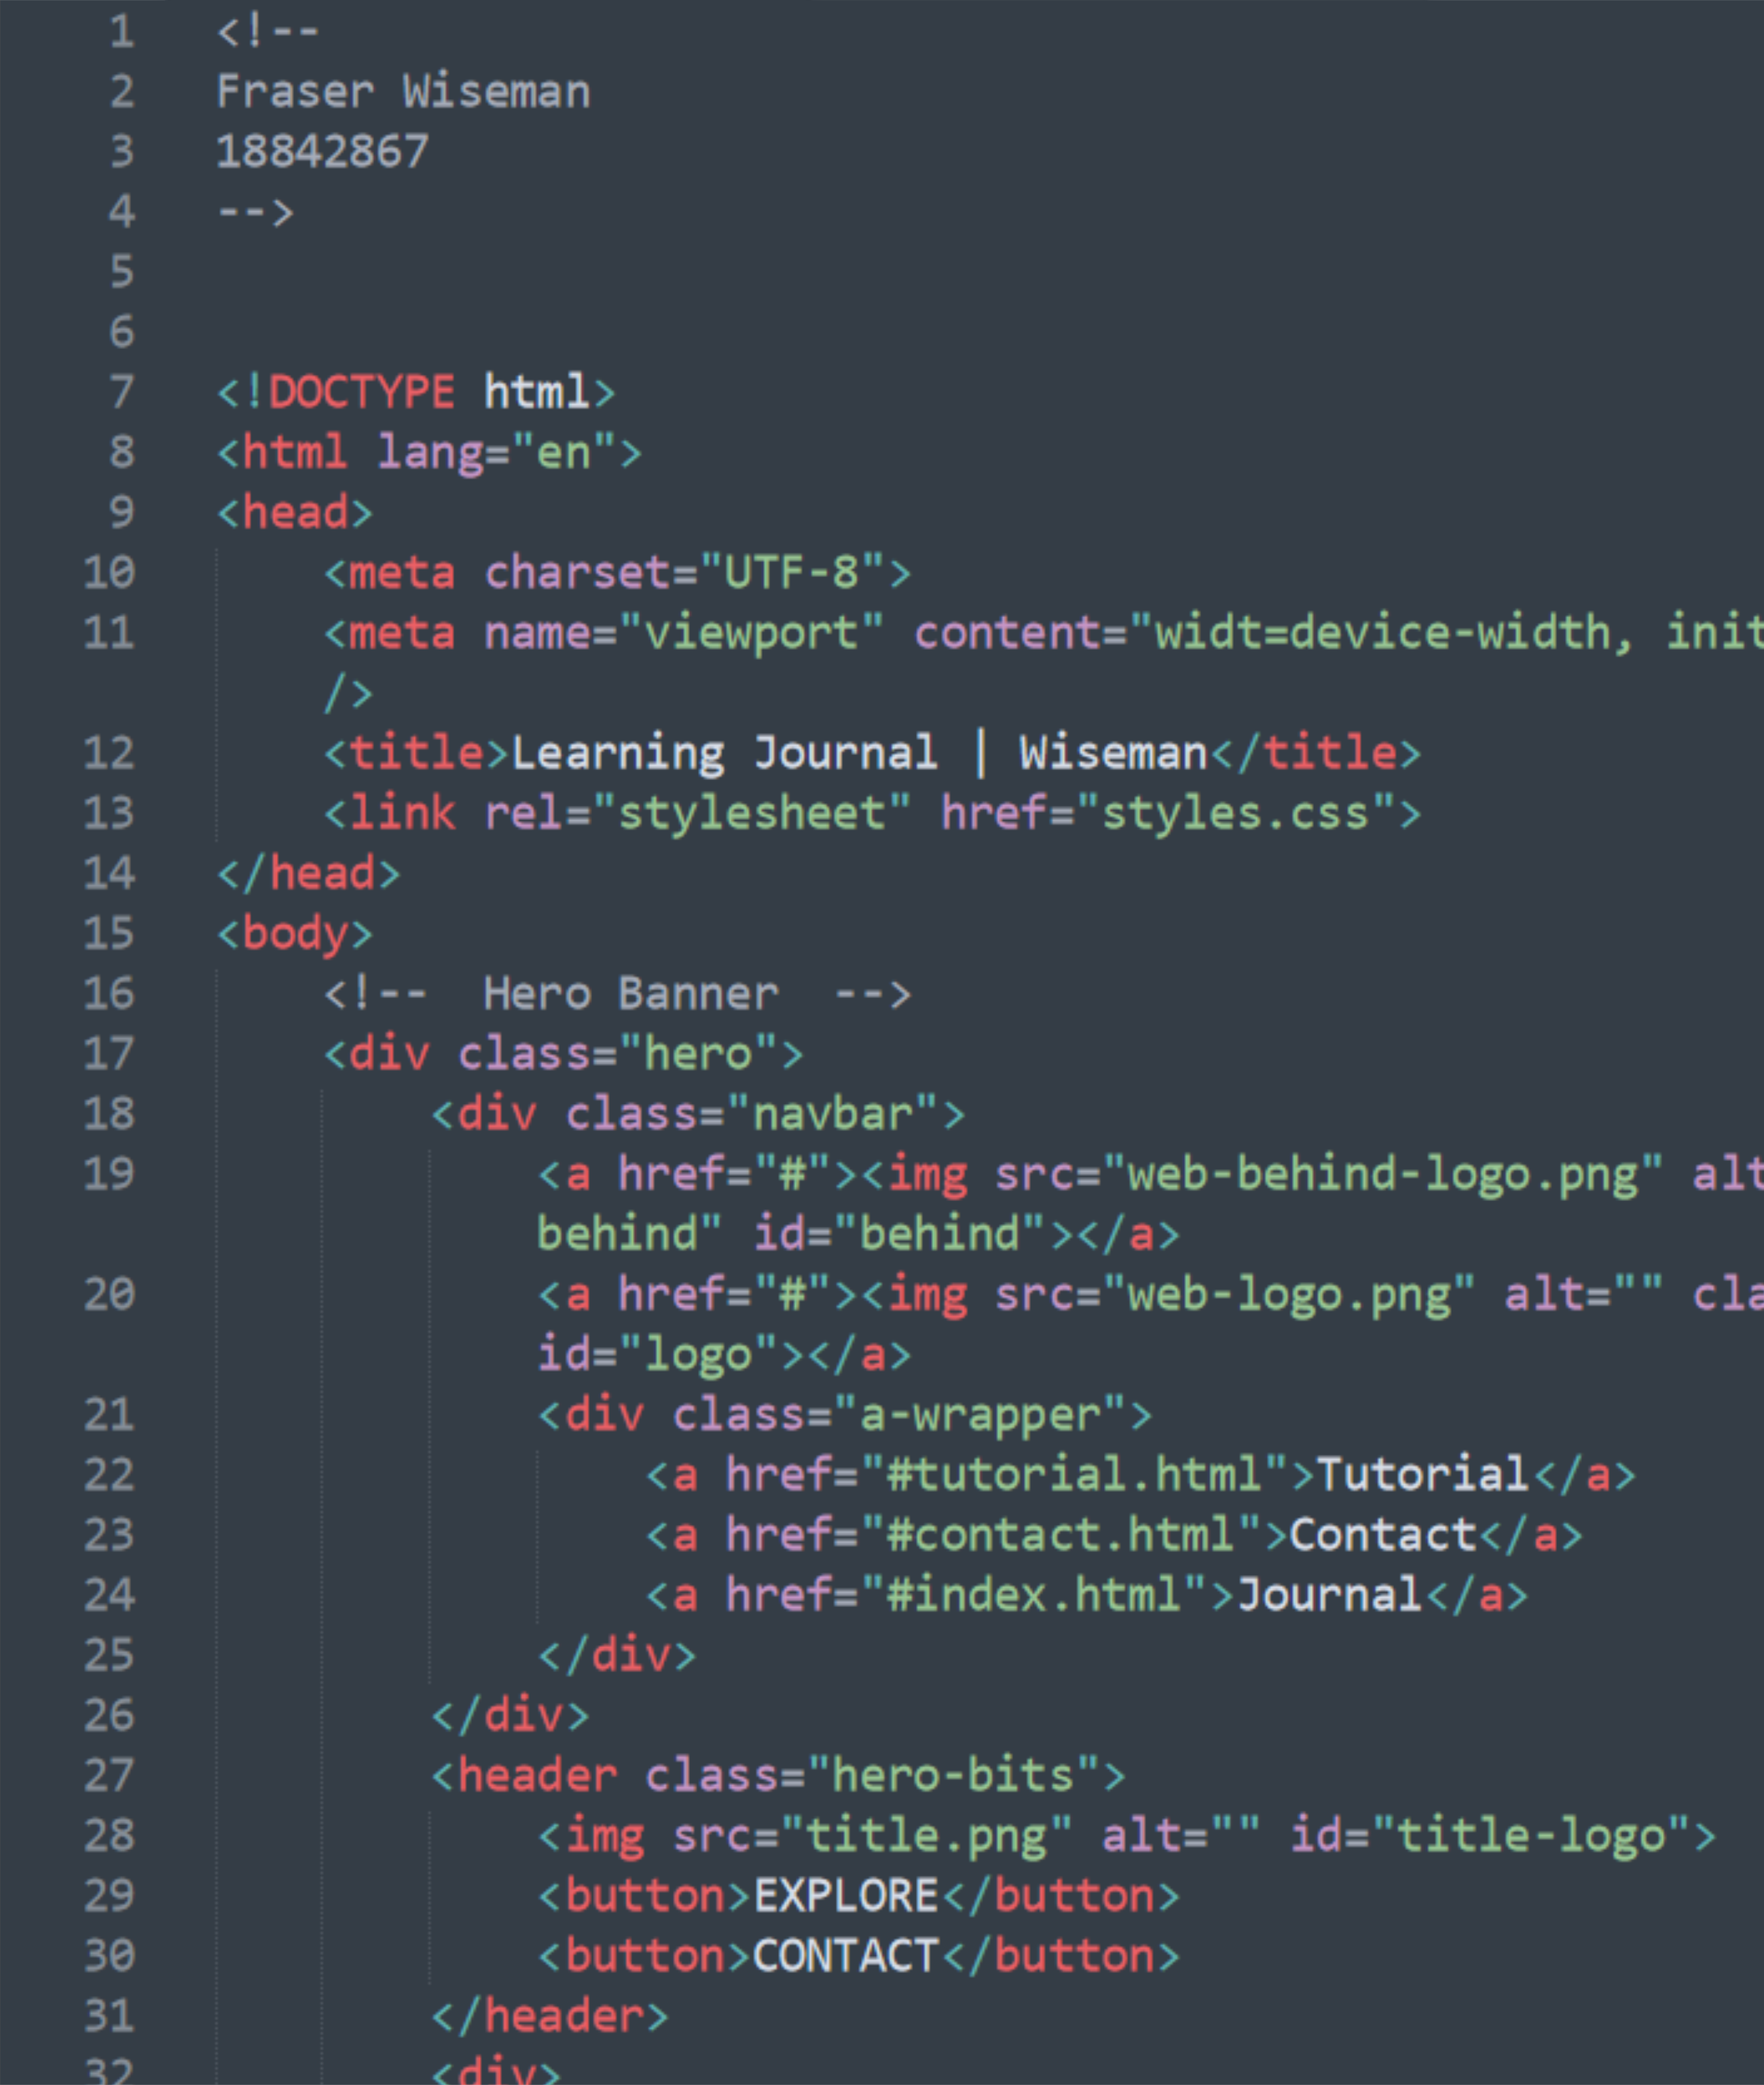 1 <!--
2 Fraser Wiseman
3 18842867
4 -->
5
6
7 <!DOCTYPE html>
8 <html lang="en">
9 <head>
10 <meta charset="UTF-8">
11 <meta name="viewport" content="widt=device-width, init
/>
12 <title>Learning Journal | Wiseman</title>
13 <link rel="stylesheet" href="styles.css">
14 </head>
15 <body>
16 <!--  Hero Banner  -->
17 <div class="hero">
18 <div class="navbar">
19 <a href="#"><img src="web-behind-logo.png" alt
behind" id="behind"></a>
20 <a href="#"><img src="web-logo.png" alt="" cla
id="logo"></a>
21 <div class="a-wrapper">
22 <a href="#tutorial.html">Tutorial</a>
23 <a href="#contact.html">Contact</a>
24 <a href="#index.html">Journal</a>
25 </div>
26 </div>
27 <header class="hero-bits">
28 <img src="title.png" alt="" id="title-logo">
29 <button>EXPLORE</button>
30 <button>CONTACT</button>
31 </header>
32 <div>